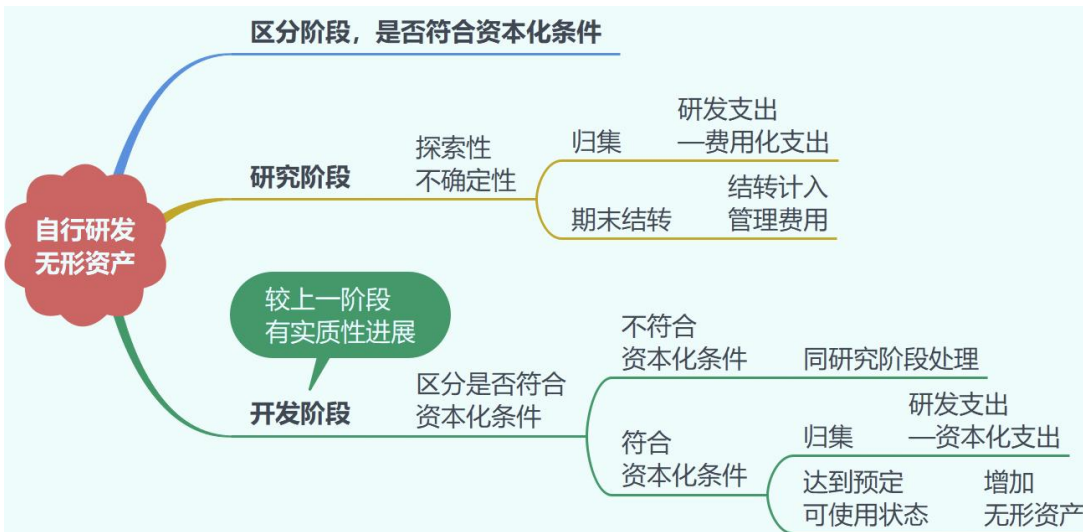 区分阶段，是否符合资本化条件
自行研发
无形资产
研究阶段
探索性
不确定性
归集
研发支出
—费用化支出
期末结转
结转计入
管理费用
较上一阶段
有实质性进展
开发阶段
区分是否符合
资本化条件
不符合
资本化条件
同研究阶段处理
符合
资本化条件
归集
研发支出
—资本化支出
达到预定
可使用状态
增加
无形资产